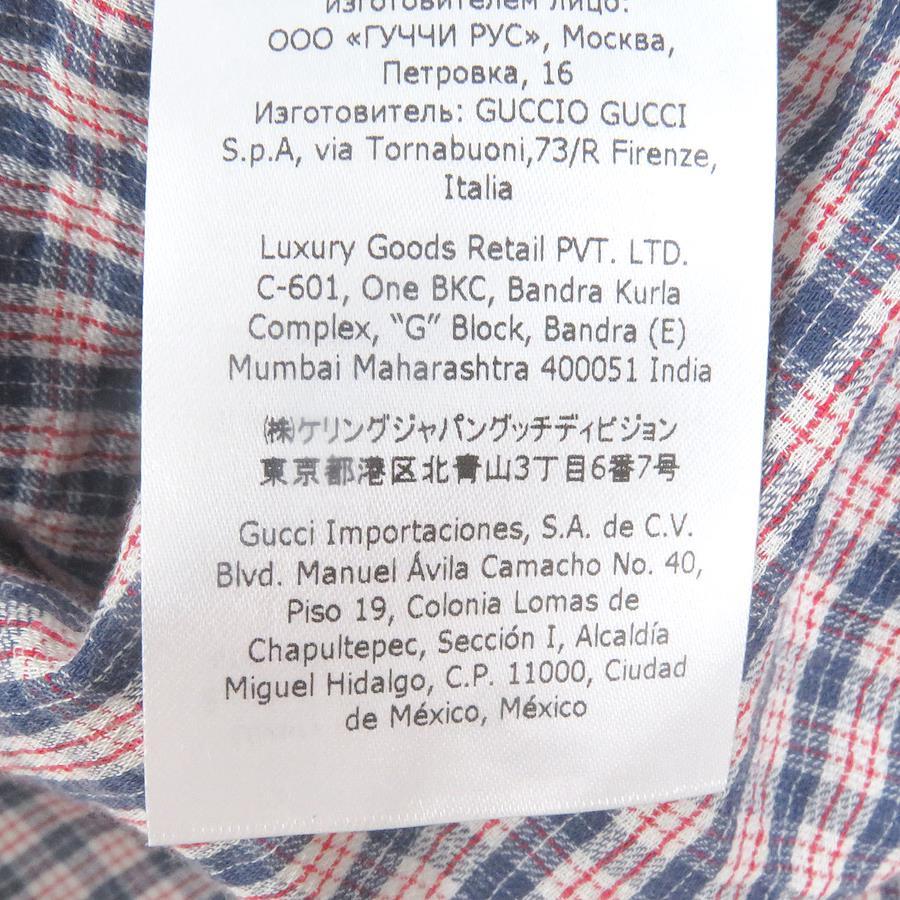 изготовителем лицо:
ООО «ГУЧЧИ РУС», Москва,
Петровка, 16
Изготовитель: GUCCIO GUCCI
S.p.A, via Tornabuoni,73/R Firenze,
Italia
Luxury Goods Retail PVT. LTD.
C-601, One BKC, Bandra Kurla
Complex, “G” Block, Bandra (E)
Mumbai Maharashtra 400051 India
㈱ケリングジャパングッチディビジョン
東京都港区北青山3丁目6番7号
Gucci Importaciones, S.A. de C.V.
Blvd. Manuel Ávila Camacho No. 40,
Piso 19, Colonia Lomas de
Chapultepec, Sección I, Alcaldía
Miguel Hidalgo, C.P. 11000, Ciudad
de México, México